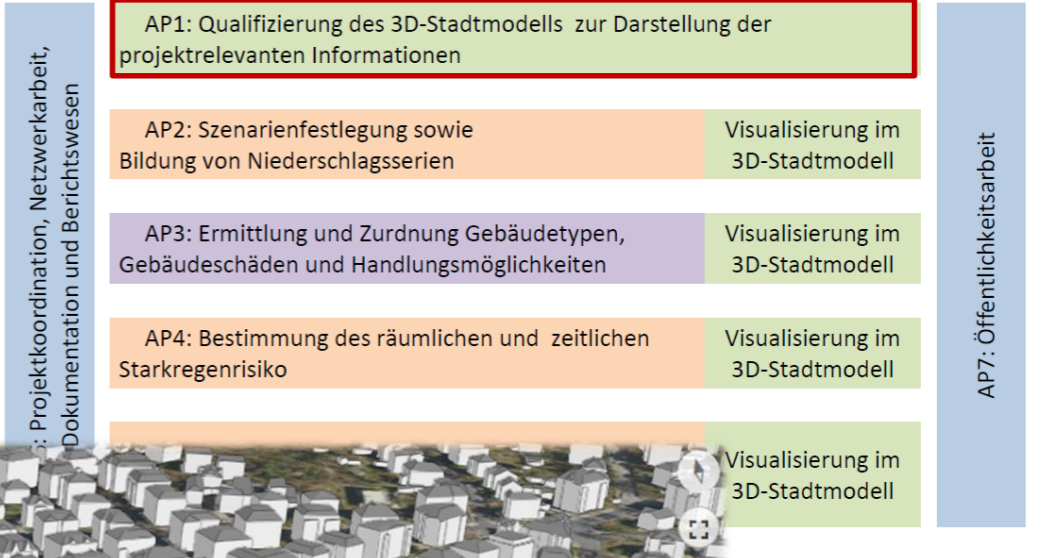 : Projektkoordination, Netzwerkarbeit,
Dokumentation und Berichtswesen
AP1: Qualifizierung des 3D-Stadtmodells zur Darstellung der
projektrelevanten Informationen
AP2: Szenarienfestlegung sowie
Bildung von Niederschlagsserien
Visualisierung im
3D-Stadtmodell
AP3: Ermittlung und Zurdnung Gebäudetypen,
Gebäudeschäden und Handlungsmöglichkeiten
Visualisierung im
3D-Stadtmodell
AP4: Bestimmung des räumlichen und zeitlichen
Starkregenrisiko
Visualisierung im
3D-Stadtmodell
Visualisierung im
3D-Stadtmodell
AP7: Öffentlichkeitsarbeit